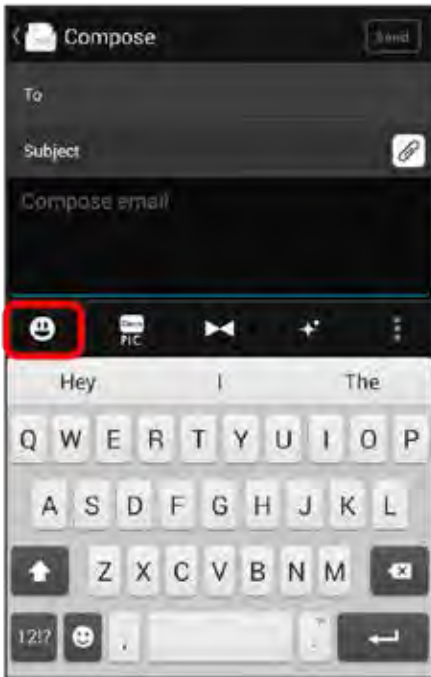 Compose
Send
To
Subject
Compose email
PIC
Hey I The
Q W E R T Y U I O P
A S D F G H J K L
Z X C V B N M
12!? , .